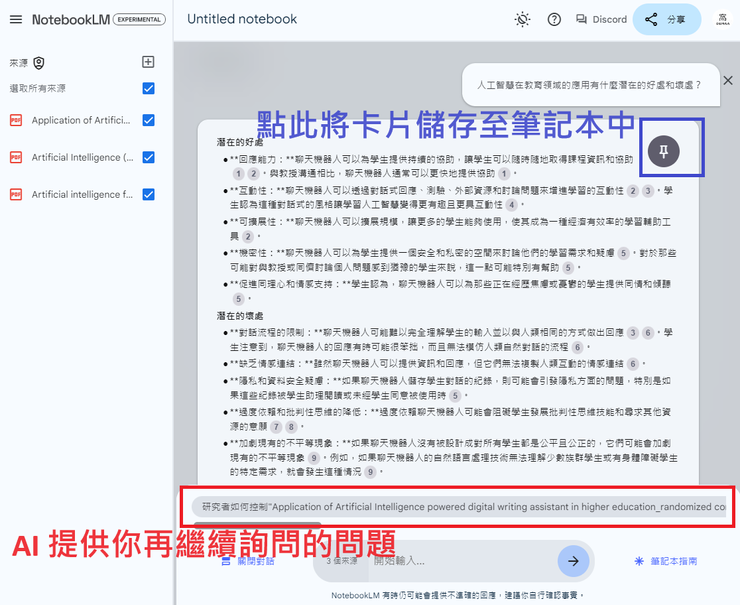 NotebookLM EXPERIMENTAL
Untitled notebook
Discord
分享
來源
選取所有來源
Application of Artifici...
Artificial Intelligence (...
Artificial intelligence f...
人工智慧在教育領域的應用有什麼潛在的好處和壞處？
點此將卡片儲存至筆記本中
潛在的好處
●**回應能力：**聊天機器人可以為學生提供持續的協助，讓學生可以隨時隨地取得課程資訊和協助
1 2。與教授溝通相比，聊天機器人通常可以更快地提供協助 1。
●**互動性：**聊天機器人可以透過對話式回應、測驗、外部資源和討論問題來增進學習的互動性 2 3。學
生認為這種對話式的風格讓學習人工智慧變得更有趣且更具互動性 4。
●**可擴展性：**聊天機器人可以擴展規模，讓更多的學生能夠使用，使其成為一種經濟有效率的學習輔助工
具 2。
●**機密性：**聊天機器人可以為學生提供一個安全和私密的空間來討論他們的學習需求和疑慮 5。對於那些
可能對與教授或同儕討論個人問題感到猶豫的學生來說，這一點可能特別有幫助 5。
●**促進同理心和情感支持：**學生認為，聊天機器人可以為那些正在經歷焦慮或憂鬱的學生提供同情和傾聽
5。
潛在的壞處
●**對話流程的限制：**聊天機器人可能難以完全理解學生的輸入並以與人類相同的方式做出回應 3 6。學
生注意到，聊天機器人的回應有時可能很笨拙，而且無法模仿人類自然對話的流程 6。
●**缺乏情感連結：**雖然聊天機器人可以提供資訊和回應，但它們無法複製人類互動的情感連結 6。
●**隱私和資料安全疑慮：**如果聊天機器人儲存學生對話的紀錄，則可能會引發隱私方面的問題，特別是如
果這些紀錄被學生助理閱讀或未經學生同意被使用時 5。
●**過度依賴和批判性思維的降低：**過度依賴聊天機器人可能會阻礙學生發展批判性思維技能和尋求其他資
源的意願 7 8。
●**加劇現有的不平等現象：**如果聊天機器人沒有被設計成對所有學生都是公平且公正的，它們可能會加劇
現有的不平等現象 9。例如，如果聊天機器人的自然語言處理技術無法理解少數族群學生或有身體障礙學生
的特定需求，就會發生這種情況 9。
研究者如何控制"Application of Artificial Intelligence powered digital writing assistant in higher education_randomized co
AI 提供你再繼續詢問的問題
關閉對話
3 個來源
開始輸入...
筆記本指南
NotebookLM 有時仍可能會提供不準確的回應，建議你自行確認事實。